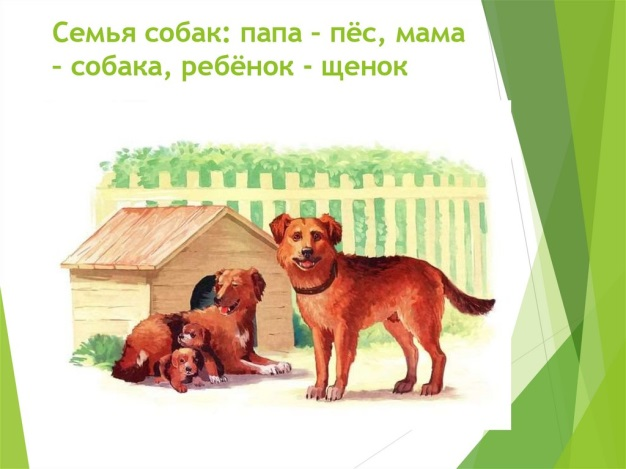 Семья собак: папа – пёс, мама
– собака, ребёнок - щенок